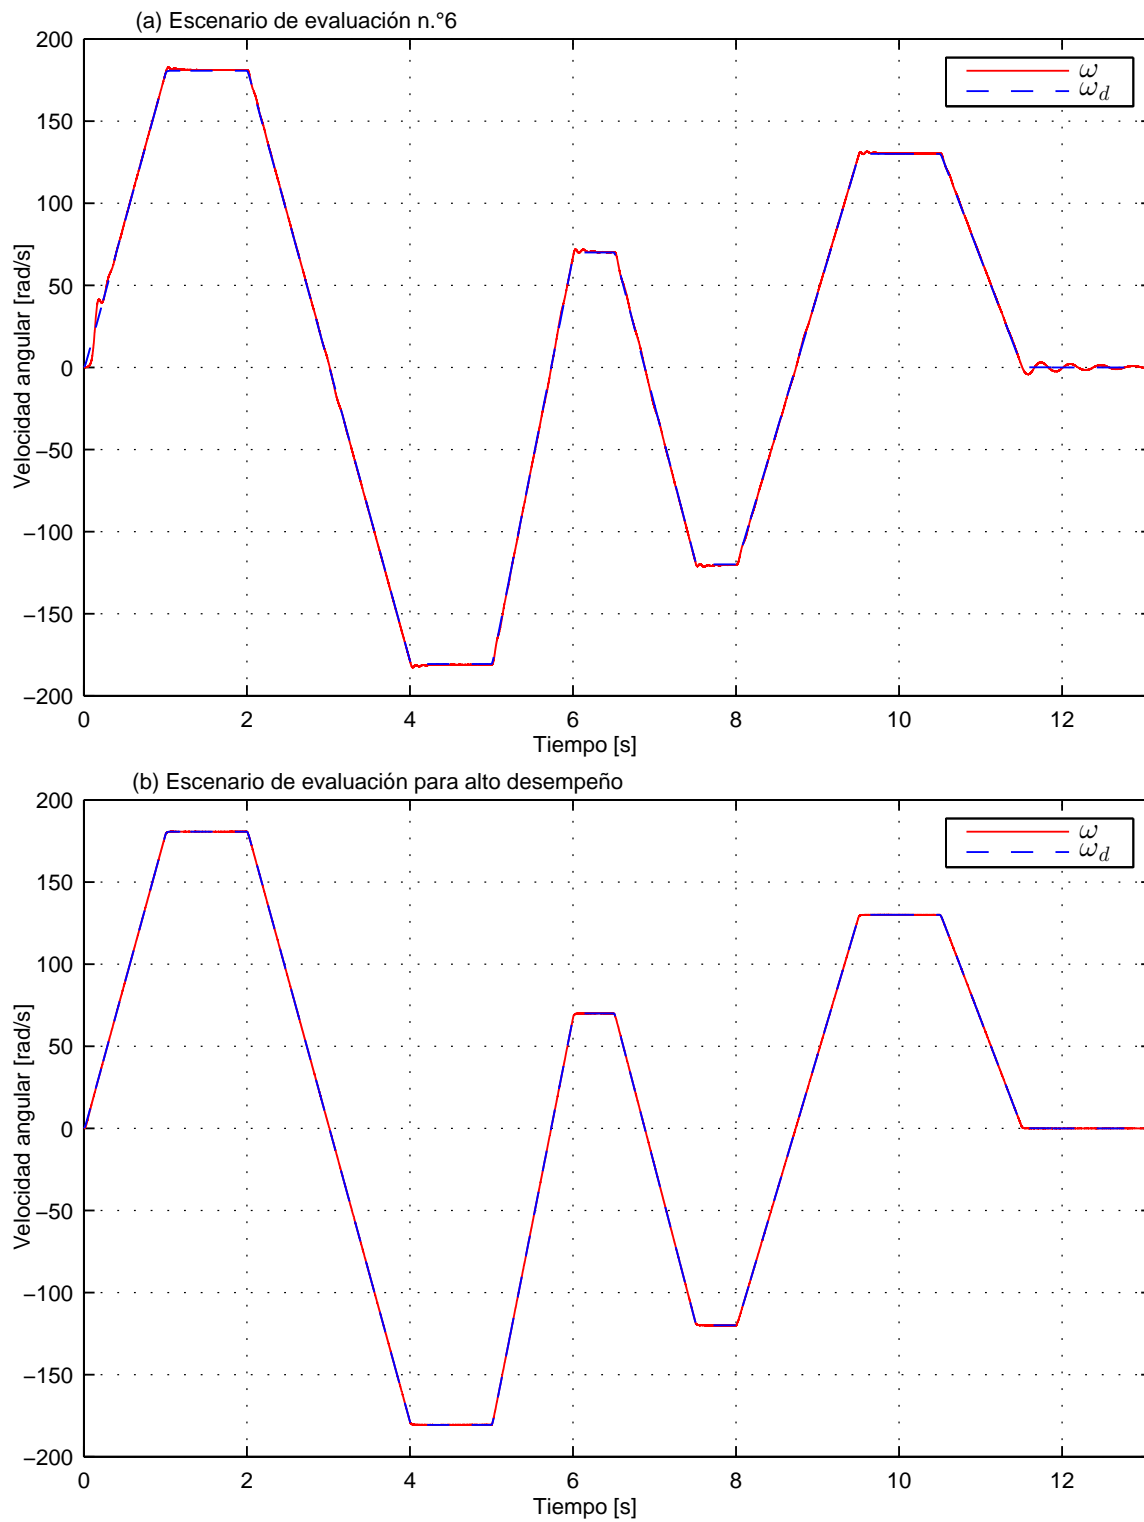 (a) Escenario de evaluación n.°6
200
150
100
50
0
−50
−100
−150
−200
Velocidad angular [rad/s]
ω
ω_d
0 2 4 6 8 10 12
Tiempo [s]
(b) Escenario de evaluación para alto desempeño
200
150
100
50
0
−50
−100
−150
−200
Velocidad angular [rad/s]
ω
ω_d
0 2 4 6 8 10 12
Tiempo [s]